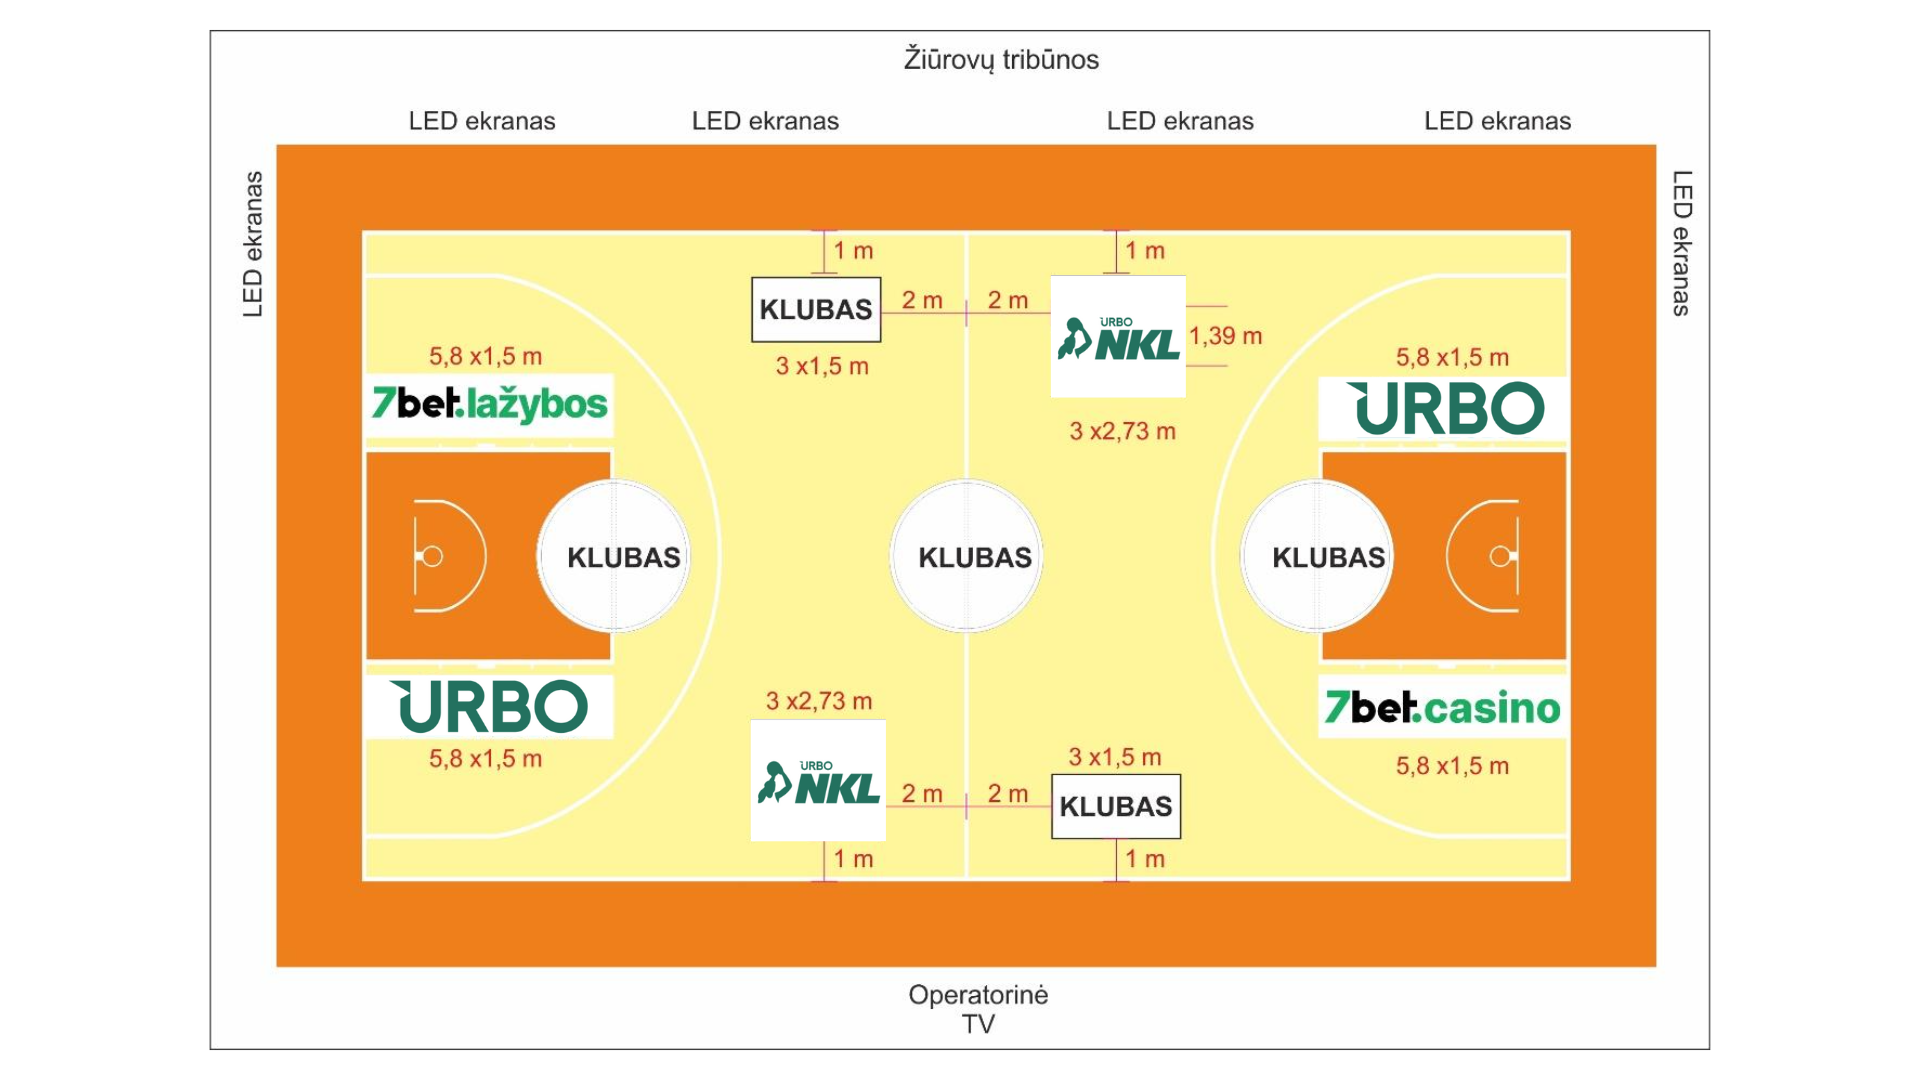 Žiūrovų tribūnos
LED ekranas
LED ekranas
LED ekranas
LED ekranas
LED ekranas
LED ekranas
1 m
1 m
KLUBAS
2 m
2 m
URBO
NKL
1,39 m
3 x1,5 m
3 x2,73 m
5,8 x1,5 m
7bet.lažybos
5,8 x1,5 m
URBO
KLUBAS
KLUBAS
KLUBAS
URBO
5,8 x1,5 m
3 x2,73 m
URBO
NKL
2 m
2 m
3 x1,5 m
KLUBAS
7bet.casino
5,8 x1,5 m
1 m
1 m
Operatorinė
TV